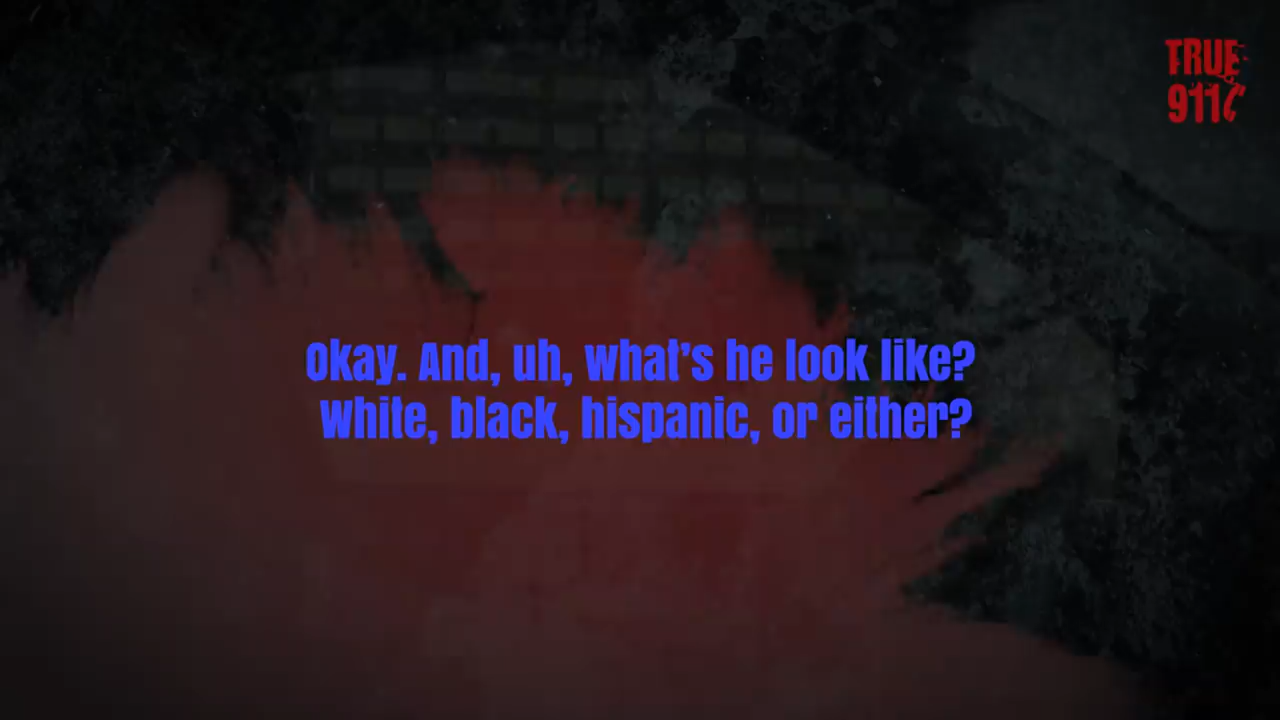 TRUE
911
Okay. And, uh, what's he look like?
White, black, hispanic, or either?